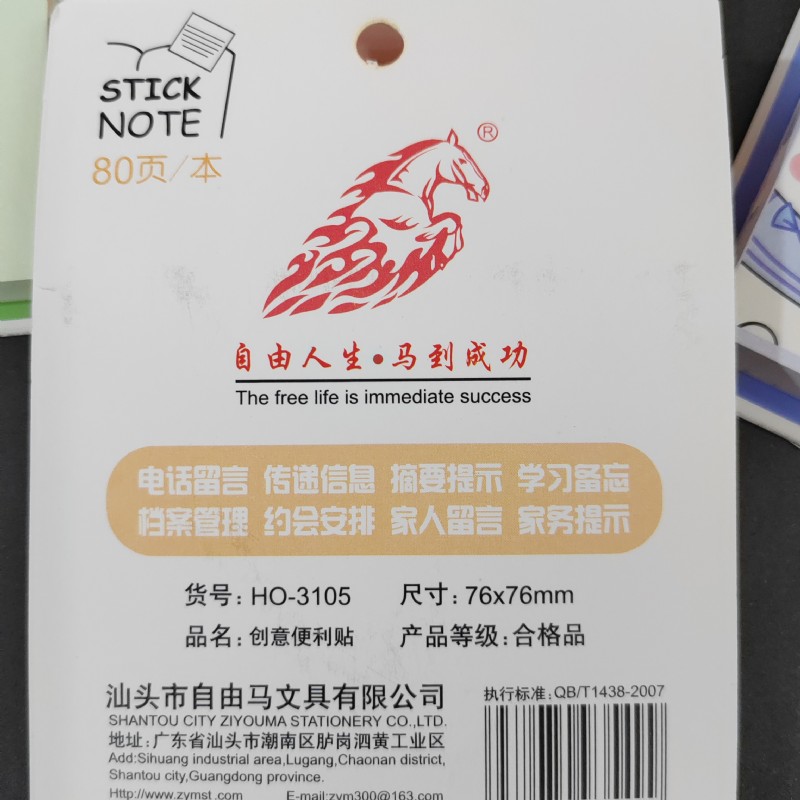 STICK
NOTE
80页/本
®
自由人生•马到成功
The free life is immediate success
电话留言 传递信息 摘要提示 学习备忘
档案管理 约会安排 家人留言 家务提示
货号: HO-3105 尺寸: 76x76mm
品名: 创意便利贴 产品等级: 合格品
汕头市自由马文具有限公司
SHANTOU CITY ZIYOUMA STATIONERY CO.,LTD.
地址: 广东省汕头市潮南区胪岗泗黄工业区
Add:Sihuang industrial area,Lugang,Chaonan district,
Shantou city,Guangdong province.
Http://www.zymst.com E-mail:zym300@163.com
执行标准: QB/T1438-2007